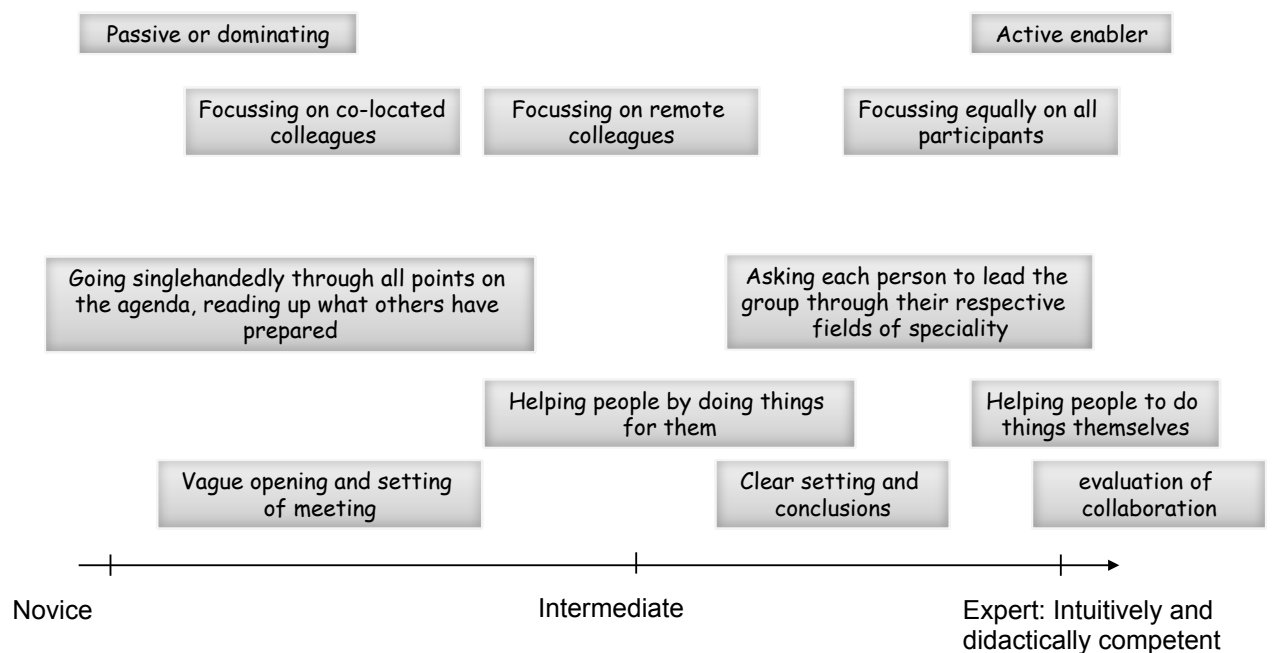 Passive or dominating
Active enabler
Focussing on co-located
colleagues
Focussing on remote
colleagues
Focussing equally on all
participants
Going singlehandedly through all points on
the agenda, reading up what others have
prepared
Asking each person to lead the
group through their respective
fields of speciality
Helping people by doing things
for them
Helping people to do
things themselves
Vague opening and setting
of meeting
Clear setting and
conclusions
evaluation of
collaboration
Novice
Intermediate
Expert: Intuitively and
didactically competent